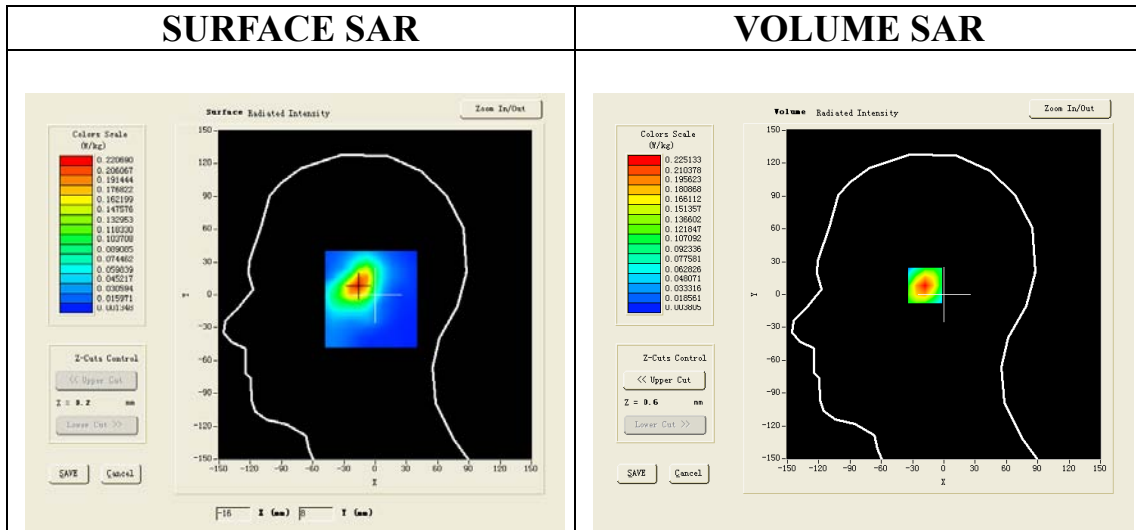 SURFACE SAR
VOLUME SAR
Surface Radiated Intensity
Zoom In/Out
Colors Scale
(W/kg)
0.220690
0.206067
0.191444
0.176822
0.162199
0.147576
0.132953
0.118330
0.103708
0.089085
0.074462
0.059839
0.045217
0.030594
0.015971
0.001348
150
120
90
60
30
0
-30
-60
-90
-120
-150
Y
-150 -120 -90 -60 -30 0 30 60 90 120 150
X
Z-Cuts Control
<< Upper Cut
Z = 0.2 mm
Lower Cut >>
SAVE Cancel
-16 X (mm) 8 Y (mm)
Volume Radiated Intensity
Zoom In/Out
Colors Scale
(W/kg)
0.225133
0.210378
0.195623
0.180868
0.166112
0.151357
0.136602
0.121847
0.107092
0.092336
0.077581
0.062826
0.048071
0.033316
0.018561
0.003805
150
120
90
60
30
0
-30
-60
-90
-120
-150
Y
-150 -120 -90 -60 -30 0 30 60 90 120 150
X
Z-Cuts Control
<< Upper Cut
Z = 0.6 mm
Lower Cut >>
SAVE Cancel